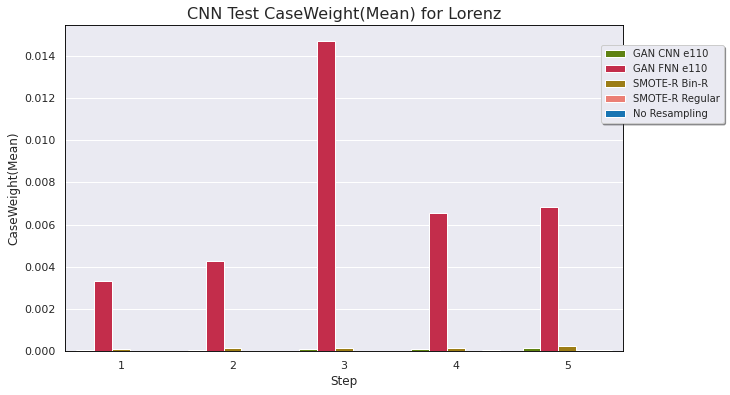 CNN Test CaseWeight(Mean) for Lorenz
CaseWeight(Mean)
0.014
0.012
0.010
0.008
0.006
0.004
0.002
0.000
1 2 3 4 5
Step
GAN CNN e110
GAN FNN e110
SMOTE-R Bin-R
SMOTE-R Regular
No Resampling